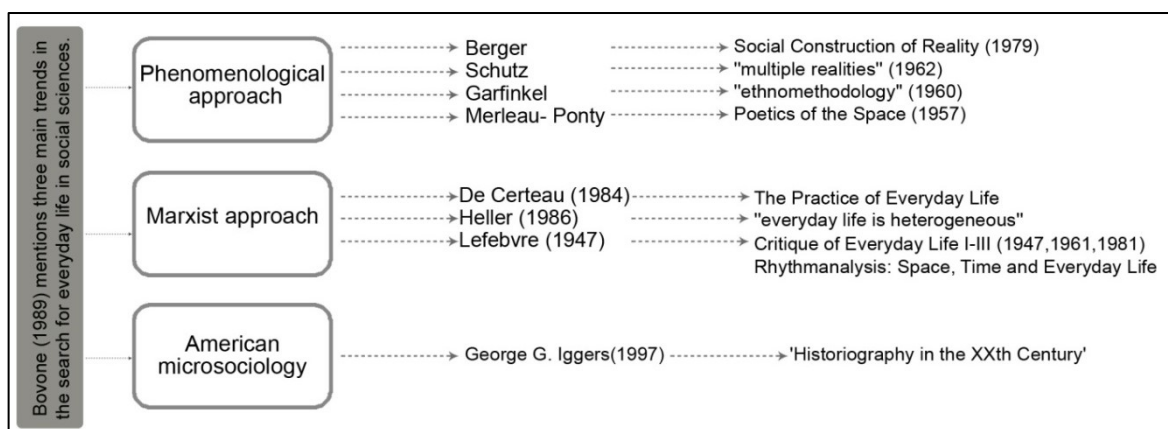 Bovone (1989) mentions three main trends in
the search for everyday life in social sciences.
Phenomenological
approach
Berger
Social Construction of Reality (1979)
Schutz
"multiple realities" (1962)
Garfinkel
"ethnomethodology" (1960)
Merleau- Ponty
Poetics of the Space (1957)
Marxist approach
De Certeau (1984)
The Practice of Everyday Life
Heller (1986)
"everyday life is heterogeneous"
Lefebvre (1947)
Critique of Everyday Life I-III (1947,1961,1981)
Rhythmanalysis: Space, Time and Everyday Life
American
microsociology
George G. Iggers(1997)
'Historiography in the XXth Century'